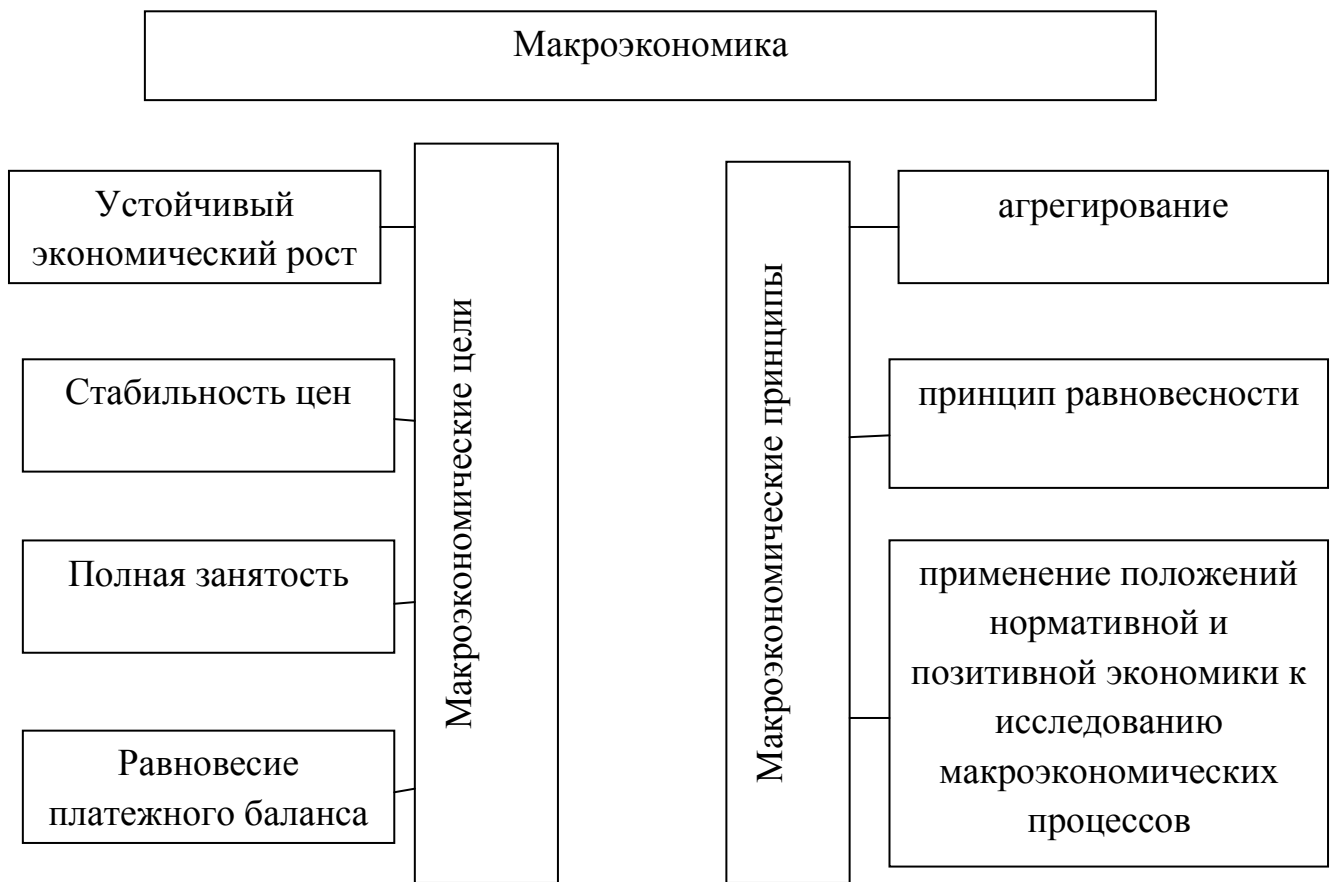 Макроэкономика
Устойчивый
экономический рост
Стабильность цен
Полная занятость
Равновесие
платежного баланса
Макроэкономические цели
Макроэкономические принципы
агрегирование
принцип равновесности
применение положений
нормативной и
позитивной экономики к
исследованию
макроэкономических
процессов